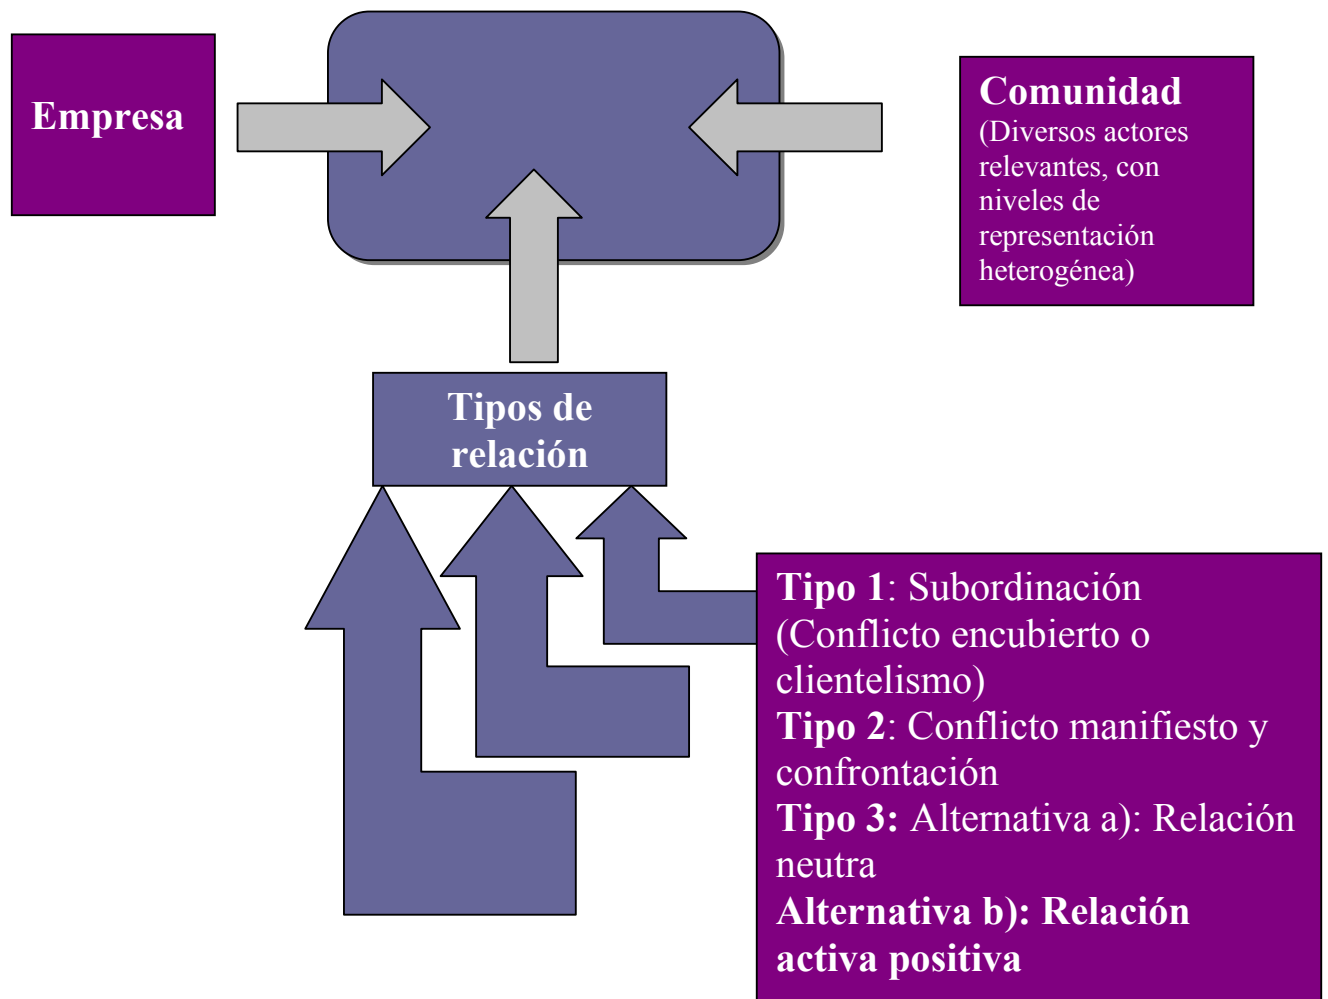 Empresa
Comunidad
(Diversos actores
relevantes, con
niveles de
representación
heterogénea)
Tipos de
relación
Tipo 1: Subordinación
(Conflicto encubierto o
clientelismo)
Tipo 2: Conflicto manifiesto y
confrontación
Tipo 3: Alternativa a): Relación
neutra
Alternativa b): Relación
activa positiva